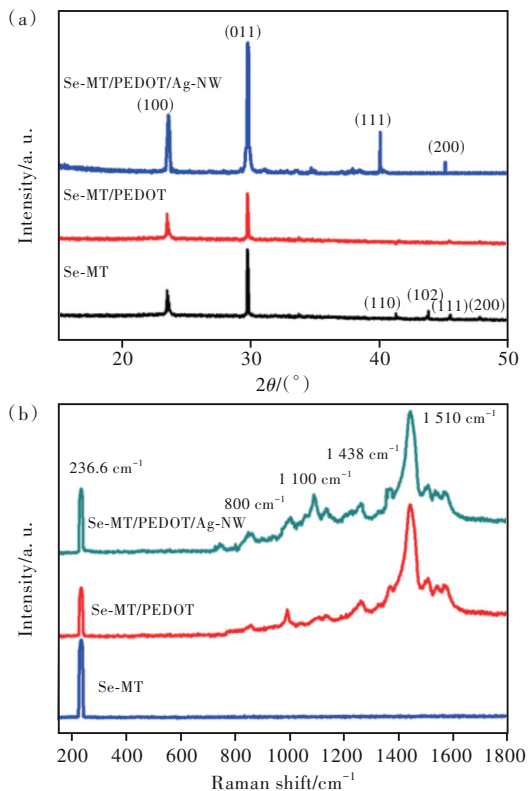 (a)
(011)
Se-MT/PEDOT/Ag-NW
(100)
(111)
(200)
Se-MT/PEDOT
Se-MT
(110)
(102)
(111)
(200)
Intensity/a. u.
20
30
40
50
2θ/(°)
(b)
1 510 cm⁻¹
1 438 cm⁻¹
236.6 cm⁻¹
1 100 cm⁻¹
800 cm⁻¹
Se-MT/PEDOT/Ag-NW
Se-MT/PEDOT
Se-MT
Intensity/a. u.
200
400
600
800
1000
1200
1400
1600
1800
Raman shift/cm⁻¹